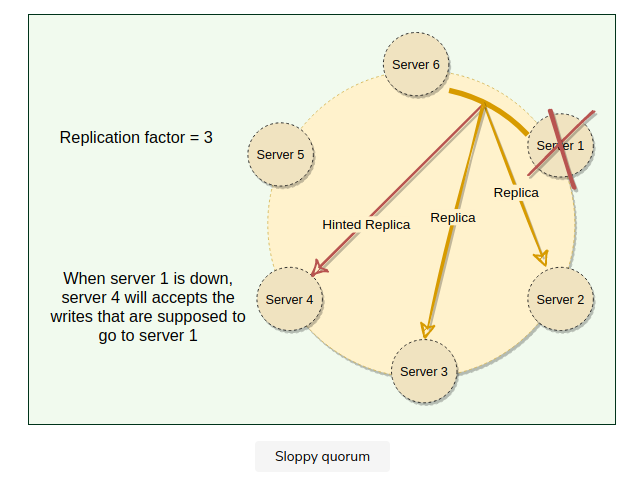 Server 6
Replication factor = 3
Server 5
Server 1
Replica
Hinted Replica
Replica
When server 1 is down,
server 4 will accepts the
writes that are supposed to
go to server 1
Server 4
Server 2
Server 3
Sloppy quorum